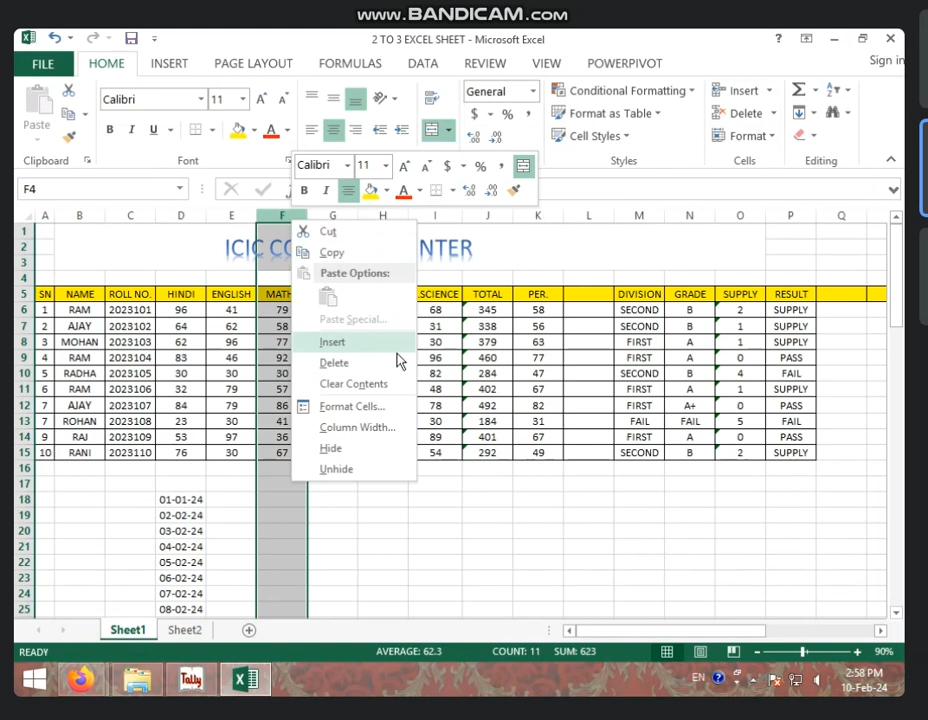 www.BANDICAM.com
2 TO 3 EXCEL SHEET - Microsoft Excel
FILE HOME INSERT PAGE LAYOUT FORMULAS DATA REVIEW VIEW POWERPIVOT Sign in
Paste Calibri 11 General Conditional Formatting Insert
Format as Table Delete
Cell Styles Format
Clipboard Font Styles Cells Editing
Calibri 11
F4
A B C D E F G H I J K L M N O P Q
1
2 ICIC CO NTER
3
4
5 SN NAME ROLL NO. HINDI ENGLISH MATH .SCIENCE TOTAL PER. DIVISION GRADE SUPPLY RESULT
6 1 RAM 2023101 96 41 79 68 345 58 SECOND B 2 SUPPLY
7 2 AJAY 2023102 64 62 58 31 338 56 SECOND B 1 SUPPLY
8 3 MOHAN 2023103 62 96 77 30 379 63 FIRST A 1 SUPPLY
9 4 RAM 2023104 83 46 92 96 460 77 FIRST A 0 PASS
10 5 RADHA 2023105 30 30 30 82 284 47 SECOND B 4 FAIL
11 6 RAM 2023106 32 79 57 30 402 67 FIRST A 1 SUPPLY
12 7 AJAY 2023107 84 79 86 78 492 82 FIRST A+ 0 PASS
13 7 ROHAN 2023108 23 30 41 30 184 31 FAIL FAIL 5 FAIL
14 9 RAJ 2023109 53 97 36 89 401 67 FIRST A 0 PASS
15 10 RANI 2023110 76 30 67 54 292 49 SECOND B 2 SUPPLY
16
17
18 01-01-24
19 02-02-24
20 03-02-24
21 04-02-24
22 05-02-24
23 06-02-24
24 07-02-24
25 08-02-24
Cut
Copy
Paste Options:
Paste Special...
Insert
Delete
Clear Contents
Format Cells...
Column Width...
Hide
Unhide
Sheet1 Sheet2
READY AVERAGE: 62.3 COUNT: 11 SUM: 623 90%
Tally EN 2:58 PM
10-Feb-24